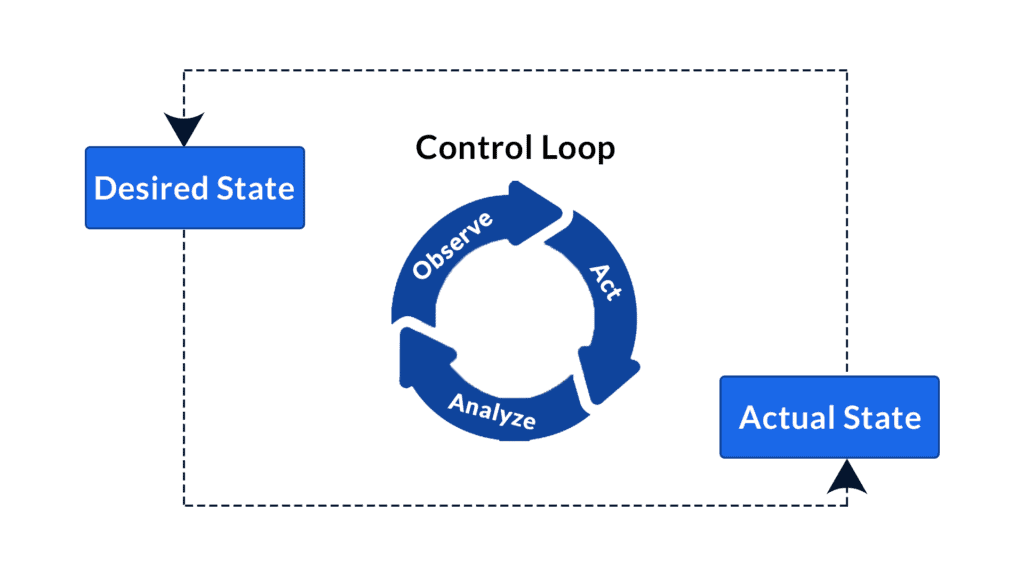 Control Loop
Desired State
Observe
Act
Analyze
Actual State